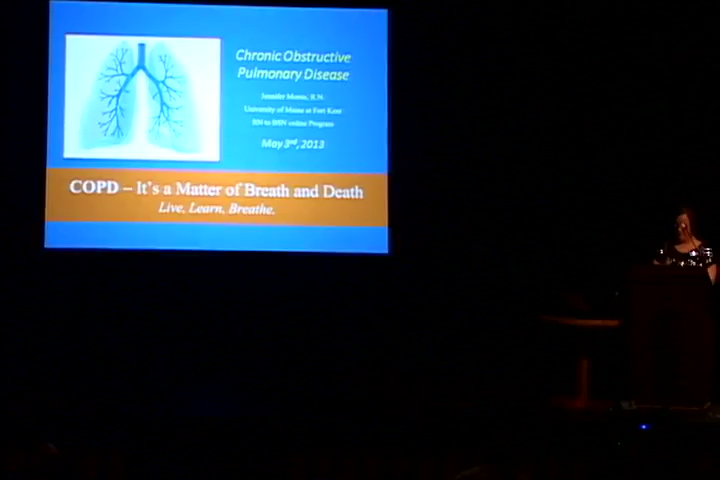 Chronic Obstructive
Pulmonary Disease
Jennifer R.N.
University of Maine at Fort Kent
RN to BSN online Program
May 3rd, 2013
COPD – It's a Matter of Breath and Death
Live, Learn, Breathe.